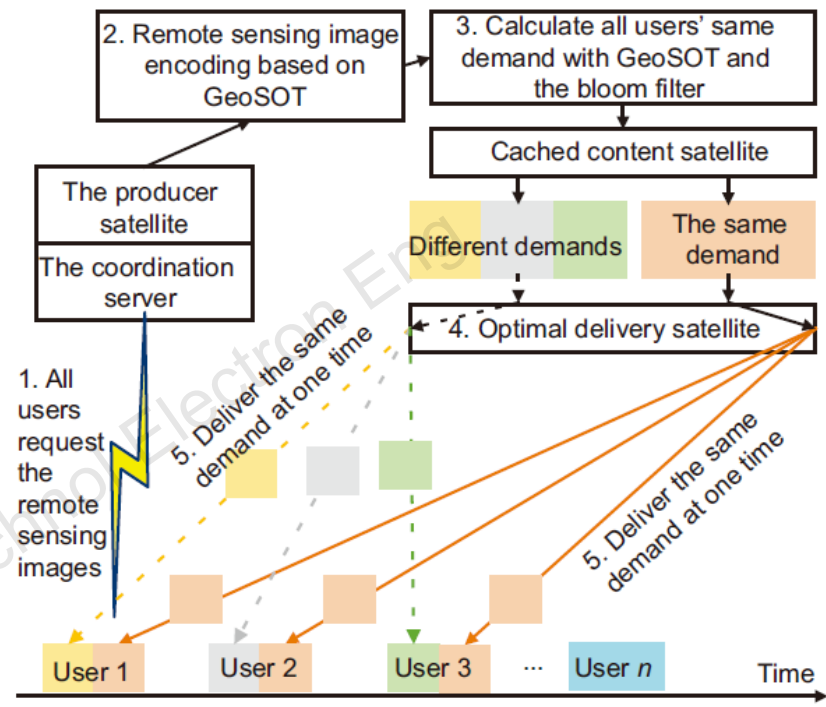 2. Remote sensing image
encoding based on
GeoSOT
3. Calculate all users’ same
demand with GeoSOT and
the bloom filter
Cached content satellite
The producer
satellite
The coordination
server
Different demands
The same
demand
4. Optimal delivery satellite
1. All
users
request
the
remote
sensing
images
5. Deliver the same
demand at one time
5. Deliver the same
demand at one time
User 1
User 2
User 3
...
User n
Time
chnol Electron Eng